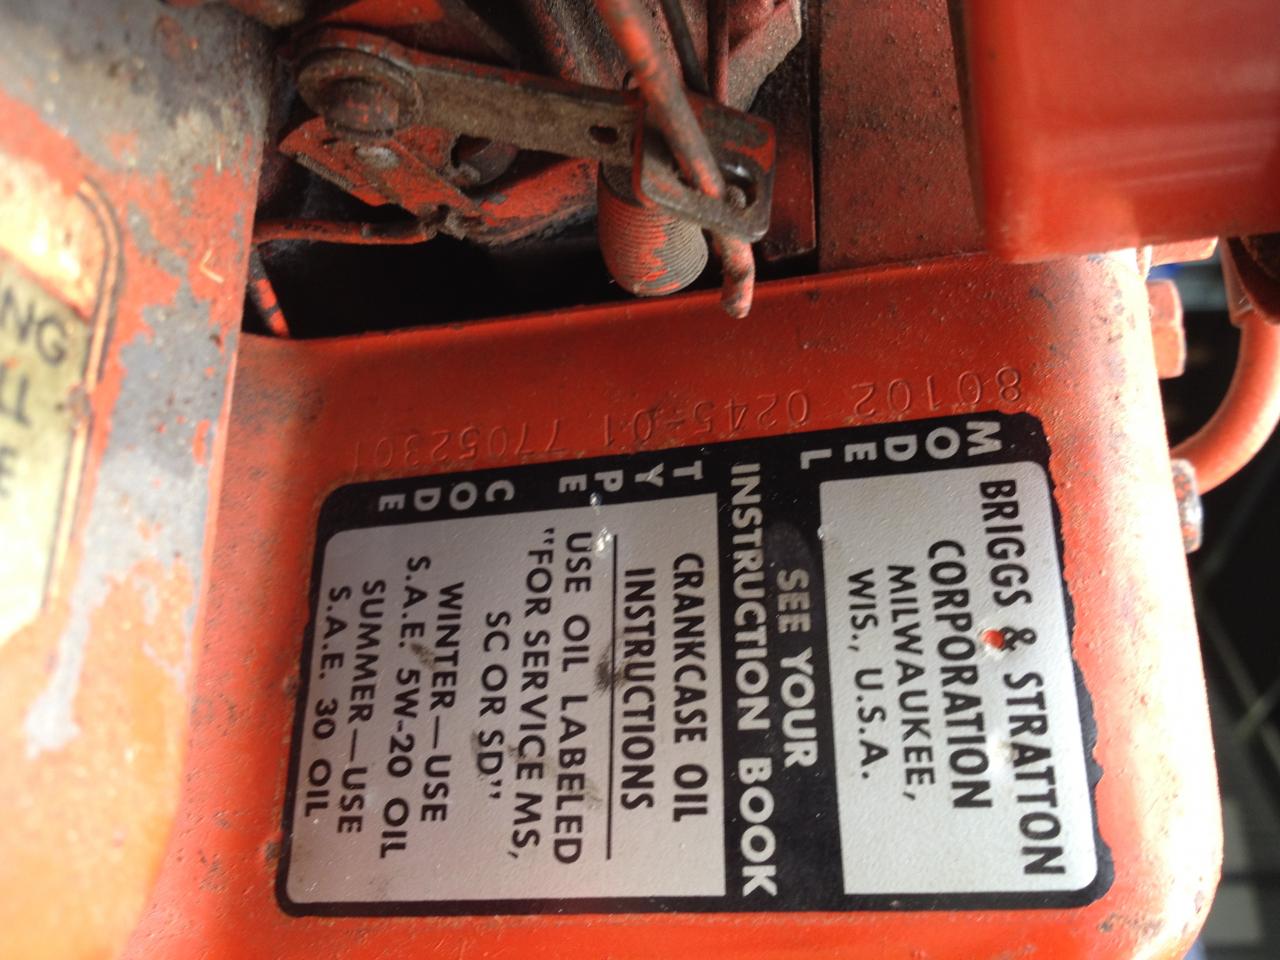 80102 0245-01 77052301
MODEL TYPE CODE
BRIGGS & STRATTON
CORPORATION
MILWAUKEE,
WIS., U.S.A.
SEE YOUR
INSTRUCTION BOOK
CRANKCASE OIL
INSTRUCTIONS
USE OIL LABELED
"FOR SERVICE MS,
SC OR SD"
WINTER—USE
S.A.E. 5W-20 OIL
SUMMER—USE
S.A.E. 30 OIL
NG